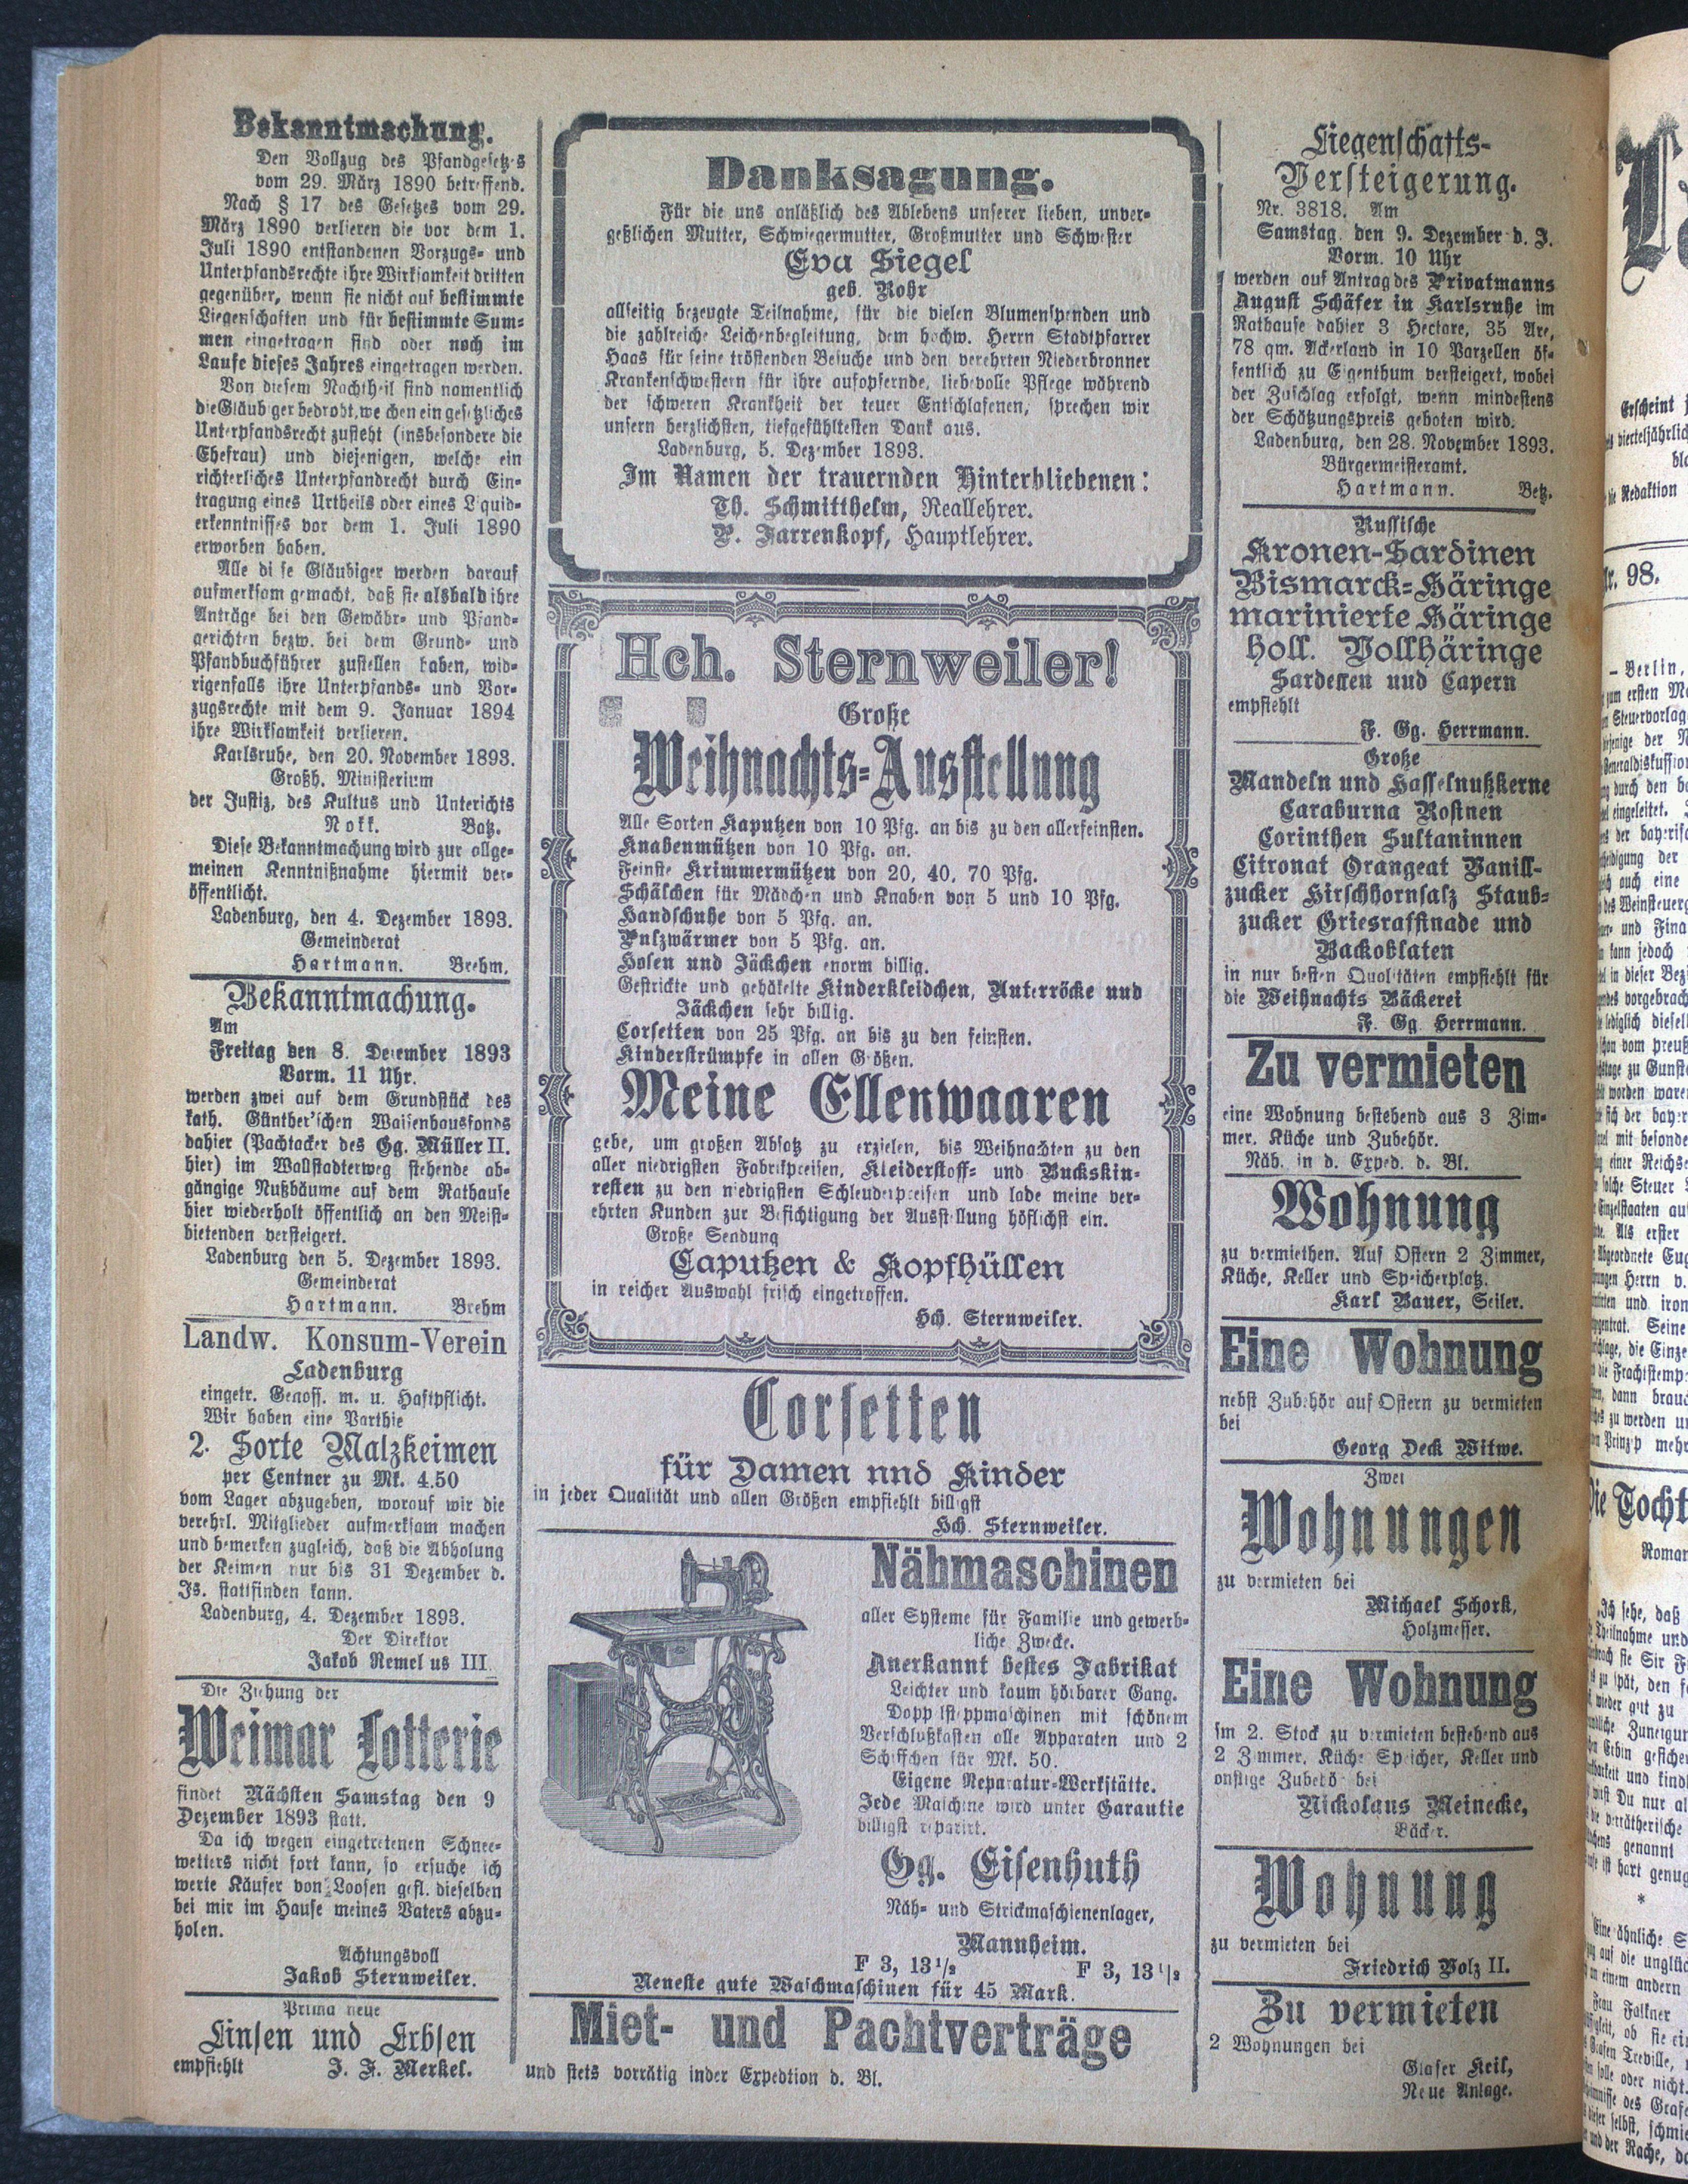 Bekanntmachung.
Den Vollzug des Pfandgesetzes
vom 29. März 1890 betreffend.
Nach § 17 des Gesetzes vom 29.
März 1890 verlieren die vor dem 1.
Juli 1890 entstandenen Vorzugs- und
Unterpfandsrechte ihre Wirksamkeit dritten
gegenüber, wenn sie nicht auf bestimmte
Liegenschaften und für bestimmte Sum-
men eingetragen sind oder noch im
Laufe dieses Jahres eingetragen werden.
Von diesem Nachtheil sind namentlich
die Gläubiger bedroht, welchen ein gesetzliches
Unterpfandsrecht zusteht (insbesondere die
Ehefrau) und diejenigen, welche ein
richterliches Unterpfandrecht durch Ein-
tragung eines Urtheils oder eines Liquid-
erkenntnisses vor dem 1. Juli 1890
erworben haben.
Alle diese Gläubiger werden darauf
aufmerksam gemacht, daß sie alsbald ihre
Anträge bei den Gewähr- und Pfand-
gerichten bezw. bei dem Grund- und
Pfandbuchführer zustellen haben, wid-
rigenfalls ihre Unterpfands- und Vor-
zugsrechte mit dem 9. Januar 1894
ihre Wirksamkeit verlieren.
Karlsruhe, den 20. November 1893.
Großh. Ministerium
der Justiz, des Kultus und Unterichts
Nokk. Batz.
Diese Bekanntmachung wird zur allge-
meinen Kenntnißnahme hiermit ver-
öffentlicht.
Ladenburg, den 4. Dezember 1893.
Gemeinderat
Hartmann. Brehm.
Bekanntmachung.
Am
Freitag den 8. Dezember 1893
Vorm. 11 Uhr.
werden zwei auf dem Grundstück des
kath. Günther'schen Waisenhausfonds
dahier (Pachtacker des Gg. Müller II.
hier) im Wallstadterweg stehende ab-
gängige Nußbäume auf dem Rathause
hier wiederholt öffentlich an den Meist-
bietenden versteigert.
Ladenburg den 5. Dezember 1893.
Gemeinderat
Hartmann. Brehm
Landw. Konsum-Verein
Ladenburg
eingetr. Genoss. m. u. Haftpflicht.
Wir haben eine Parthie
2. Sorte Malzkeimen
per Centner zu Mk. 4.50
vom Lager abzugeben, worauf wir die
verehrl. Mitglieder aufmerksam machen
und bemerken zugleich, daß die Abholung
der Keimen nur bis 31 Dezember d.
Js. stattfinden kann.
Ladenburg, 4. Dezember 1893.
Der Direktor
Jakob Remelius III.
Die Ziehung der
Weimar Lotterie
findet Nächsten Samstag den 9
Dezember 1893 statt.
Da ich wegen eingetretenen Schnee-
wetters nicht fort kann, so ersuche ich
werte Käufer von Loosen gefl. dieselben
bei mir im Hause meines Vaters abzu-
holen.
Achtungsvoll
Jakob Sternweiler.
Prima neue
Linsen und Erbsen
empfiehlt J. F. Merkel.
Danksagung.
Für die uns anläßlich des Ablebens unserer lieben, unver-
geßlichen Mutter, Schwiegermutter, Großmutter und Schwester
Eva Siegel
geb. Rohr
allseitig bezeugte Teilnahme, für die vielen Blumenspenden und
die zahlreiche Leichenbegleitung, dem hochw. Herrn Stadtpfarrer
Haas für seine tröstenden Besuche und den verehrten Niederbronner
Krankenschwestern für ihre aufopfernde, liebevolle Pflege während
der schweren Krankheit der teuer Entschlafenen, sprechen wir
unsern herzlichsten, tiefgefühltesten Dank aus.
Ladenburg, 5. Dezember 1893.
Im Namen der trauernden Hinterbliebenen:
Th. Schmitthelm, Reallehrer.
P. Farrenkopf, Hauptlehrer.
Hch. Sternweiler!
Große
Weihnachts-Ausstellung
Alle Sorten Kaputzen von 10 Pfg. an bis zu den allerfeinsten.
Knabenmützen von 10 Pfg. an.
Feinste Krimmermützen von 20, 40, 70 Pfg.
Schälchen für Mädchen und Knaben von 5 und 10 Pfg.
Handschuhe von 5 Pfg. an.
Pulzwärmer von 5 Pfg. an.
Hosen und Jäckchen enorm billig.
Gestrickte und gehäkelte Kinderkleidchen, Unterröcke und
Jäckchen sehr billig.
Corsetten von 25 Pfg. an bis zu den feinsten.
Kinderstrümpfe in allen Größen.
Meine Ellenwaaren
gebe, um großen Absatz zu erzielen, bis Weihnachten zu den
aller niedrigsten Fabrikpreisen, Kleiderstoff- und Buckskin-
resten zu den niedrigsten Schleuderpreisen und lade meine ver-
ehrten Kunden zur Besichtigung der Ausstellung höflichst ein.
Große Sendung
Caputzen & Kopfhüllen
in reicher Auswahl frisch eingetroffen.
Hch. Sternweiler.
Corsetten
für Damen nnd Kinder
in jeder Qualität und allen Größen empfiehlt billigst
Hch. Sternweiler.
Nähmaschinen
aller Systeme für Familie und gewerb-
liche Zwecke.
Anerkannt bestes Fabrikat
Leichter und kaum hörbarer Gang.
Doppelsteppmaschinen mit schönem
Verschlußkasten alle Apparaten und 2
Schiffchen für Mk. 50.
Eigene Reparatur-Werkstätte.
Jede Maschine wird unter Garantie
billigst reparirt.
Gg. Eisenhuth
Näh- und Strickmaschienenlager,
Mannheim.
F 3, 13 1/2 F 3, 13 1/2
Neueste gute Waschmaschinen für 45 Mark.
Miet- und Pachtverträge
und stets vorrätig inder Expedtion d. Bl.
Liegenschafts-
Versteigerung.
Nr. 3818. Am
Samstag, den 9. Dezember d. J.
Vorm. 10 Uhr
werden auf Antrag des Privatmanns
August Schäfer in Karlsruhe im
Rathause dahier 3 Hectare, 35 Are,
78 qm. Ackerland in 10 Parzellen öf-
fentlich zu Eigenthum versteigert, wobei
der Zuschlag erfolgt, wenn mindestens
der Schätzungspreis geboten wird.
Ladenburg, den 28. November 1893.
Bürgermeisteramt.
Hartmann. Betz.
Russische
Kronen-Sardinen
Bismarck-Häringe
marinierte Häringe
holl. Vollhäringe
Sardellen und Capern
empfiehlt
F. Gg. Herrmann.
Große
Mandeln und Hasselnußkerne
Caraburna Rosinen
Corinthen Sultaninnen
Citronat Orangeat Vanill-
zucker Hirschhornsalz Staub-
zucker Griesraffinade und
Backoblaten
in nur besten Qualitäten empfiehlt für
die Weihnachts Bäckerei
F. Gg Herrmann.
Zu vermieten
eine Wohnung bestehend aus 3 Zim-
mer. Küche und Zubehör.
Näh. in d. Exped. d. Bl.
Wohnung
zu vermiethen. Auf Ostern 2 Zimmer,
Küche, Keller und Speicherplatz.
Karl Bauer, Seiler.
Eine Wohnung
nebst Zubehör auf Ostern zu vermieten
bei
Georg Deck Witwe.
Zwei
Wohnungen
zu vermieten bei
Michael Schork,
Holzmesser.
Eine Wohnung
im 2. Stock zu vermieten bestehend aus
2 Zimmer, Küche Speicher, Keller und
onstige Zubehör bei
Nickolaus Meinecke,
Bäcker.
Wohnung
zu vermieten bei
Friedrich Volz II.
Zu vermieten
2 Wohnungen bei
Glaser Keil,
Neue Anlage.
Erscheint
vierteljährlich
die Redaktion
Nr. 98.
– Berlin,
zum ersten
Steuervorlag
Die Tocht
Roman
Ich sehe, daß